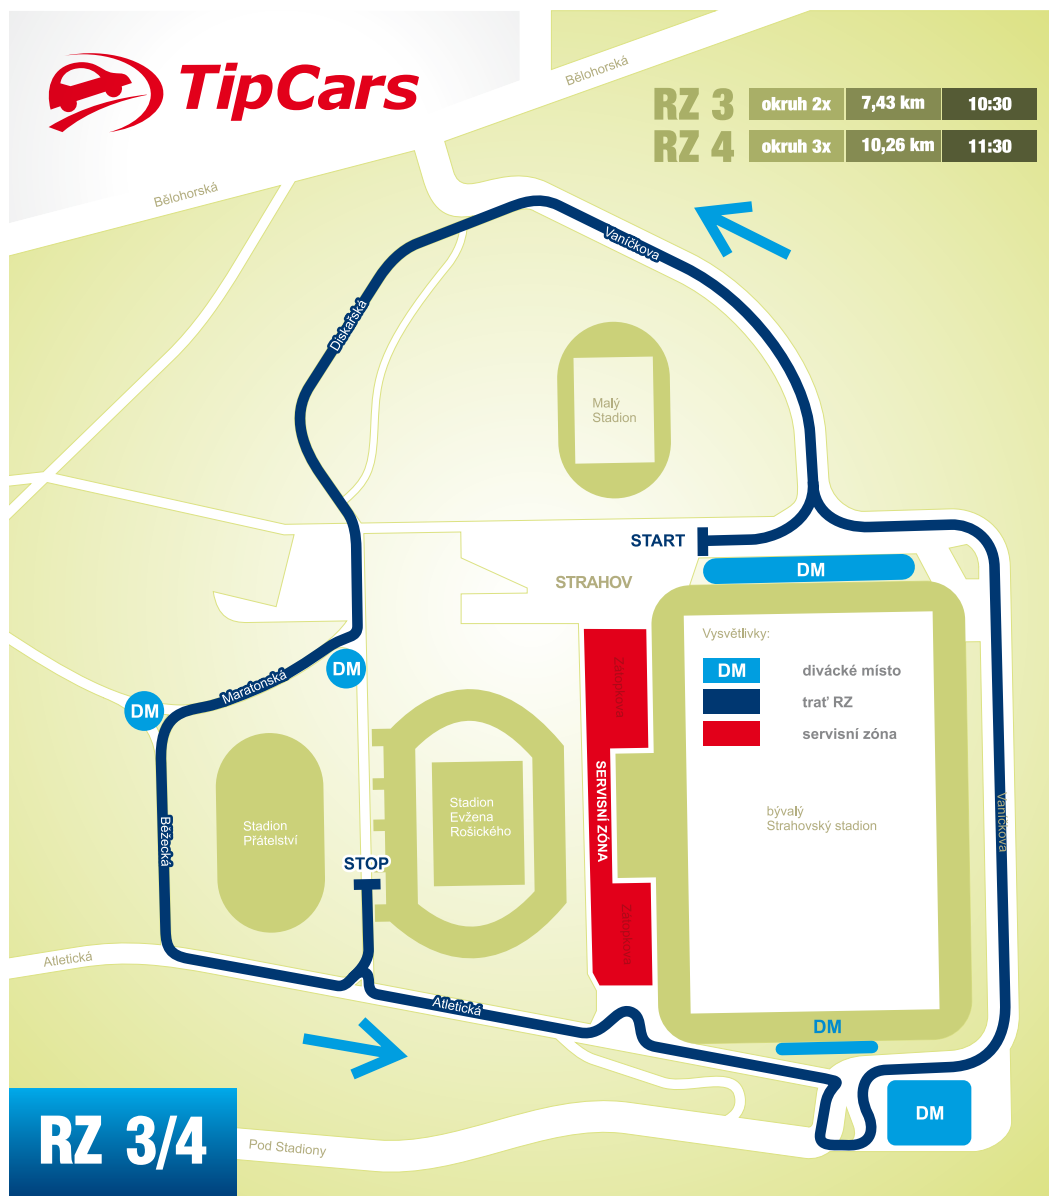 TipCars
Bělohorská
RZ 3 okruh 2x 7,43 km 10:30
RZ 4 okruh 3x 10,26 km 11:30
Bělohorská
Vaníčkova
Diskařská
Malý
Stadion
START
DM
STRAHOV
Vysvětlivky:
DM divácké místo
trať RZ
servisní zóna
Zátopkova
DM
Maratonská
DM
SERVISNÍ ZÓNA
Stadion
Evžena
Rošického
Stadion
Přátelství
bývalý
Strahovský stadion
Vaníčkova
Běžecká
STOP
Zátopkova
Atletická
Atletická
DM
DM
RZ 3/4
Pod Stadiony